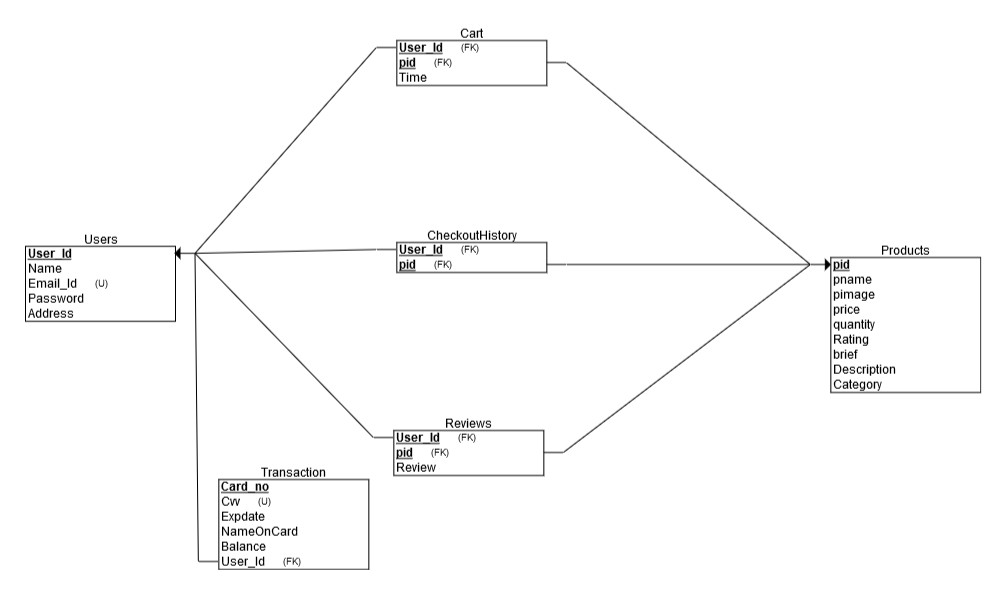 Cart
User_Id (FK)
pid (FK)
Time
Users
User_Id
Name
Email_Id (U)
Password
Address
CheckoutHistory
User_Id (FK)
pid (FK)
Products
pid
pname
pimage
price
quantity
Rating
brief
Description
Category
Reviews
User_Id (FK)
pid (FK)
Review
Transaction
Card_no
Cvv (U)
Expdate
NameOnCard
Balance
User_Id (FK)